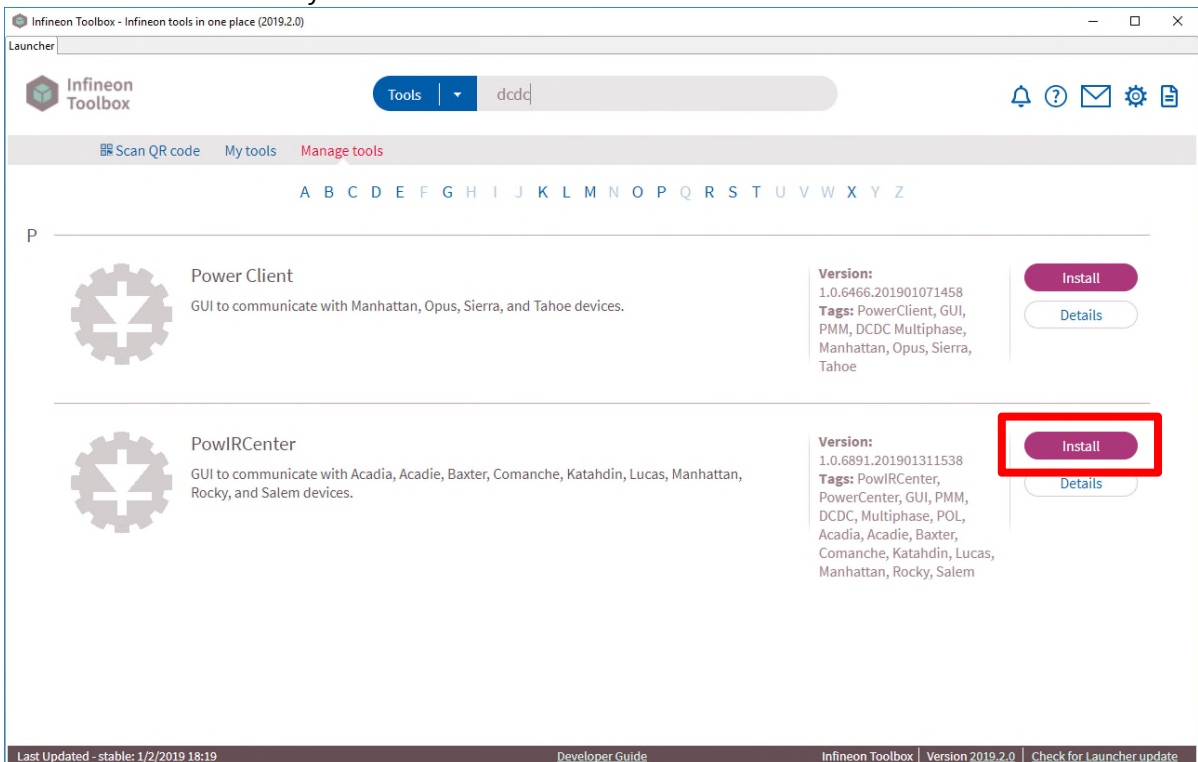 Infineon Toolbox - Infineon tools in one place (2019.2.0)
Launcher
Infineon
Toolbox
Tools
dcdc
Scan QR code My tools Manage tools
A B C D E F G H I J K L M N O P Q R S T U V W X Y Z
P
Power Client
GUI to communicate with Manhattan, Opus, Sierra, and Tahoe devices.
Version:
1.0.6466.201901071458
Tags: PowerClient, GUI,
PMM, DCDC Multiphase,
Manhattan, Opus, Sierra,
Tahoe
Install
Details
PowIRCenter
GUI to communicate with Acadia, Acadie, Baxter, Comanche, Katahdin, Lucas, Manhattan,
Rocky, and Salem devices.
Version:
1.0.6891.201901311538
Tags: PowIRCenter,
PowerCenter, GUI, PMM,
DCDC, Multiphase, POL,
Acadia, Acadie, Baxter,
Comanche, Katahdin, Lucas,
Manhattan, Rocky, Salem
Install
Details
Last Updated - stable: 1/2/2019 18:19 Developer Guide Infineon Toolbox Version 2019.2.0 Check for Launcher update